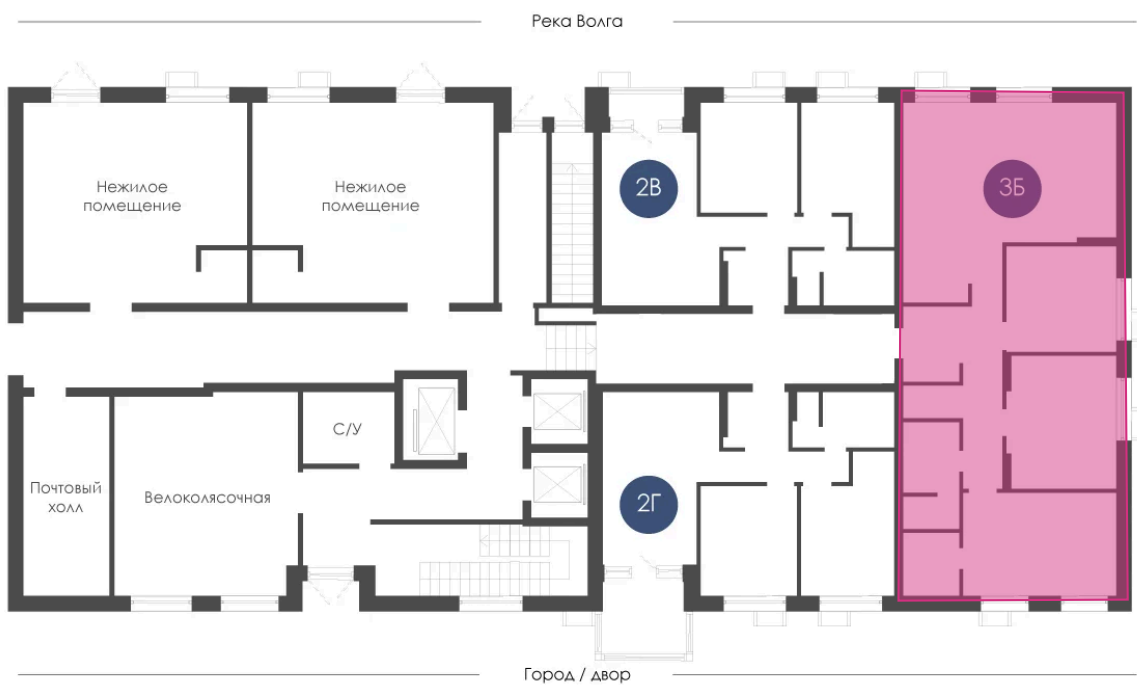 Река Волга
Нежилое
помещение
Нежилое
помещение
2В
3Б
С/У
Почтовый
холл
Велоколясочная
2Г
Город / двор